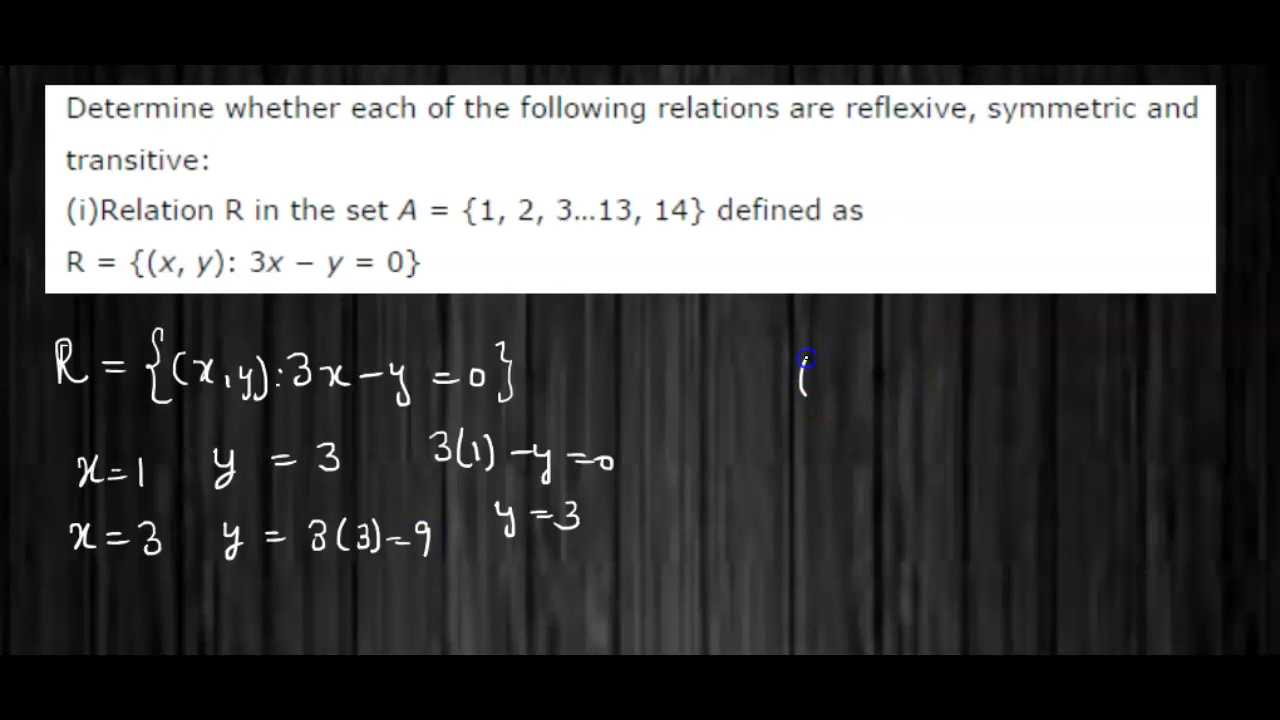 Determine whether each of the following relations are reflexive, symmetric and
transitive:
(i)Relation R in the set A = {1, 2, 3...13, 14} defined as
R = {(x, y): 3x − y = 0}
R = {(x,y):3x-y =0}
x=1 y = 3 3(1)-y=0
y=3
x=3 y = 3(3)=9
(